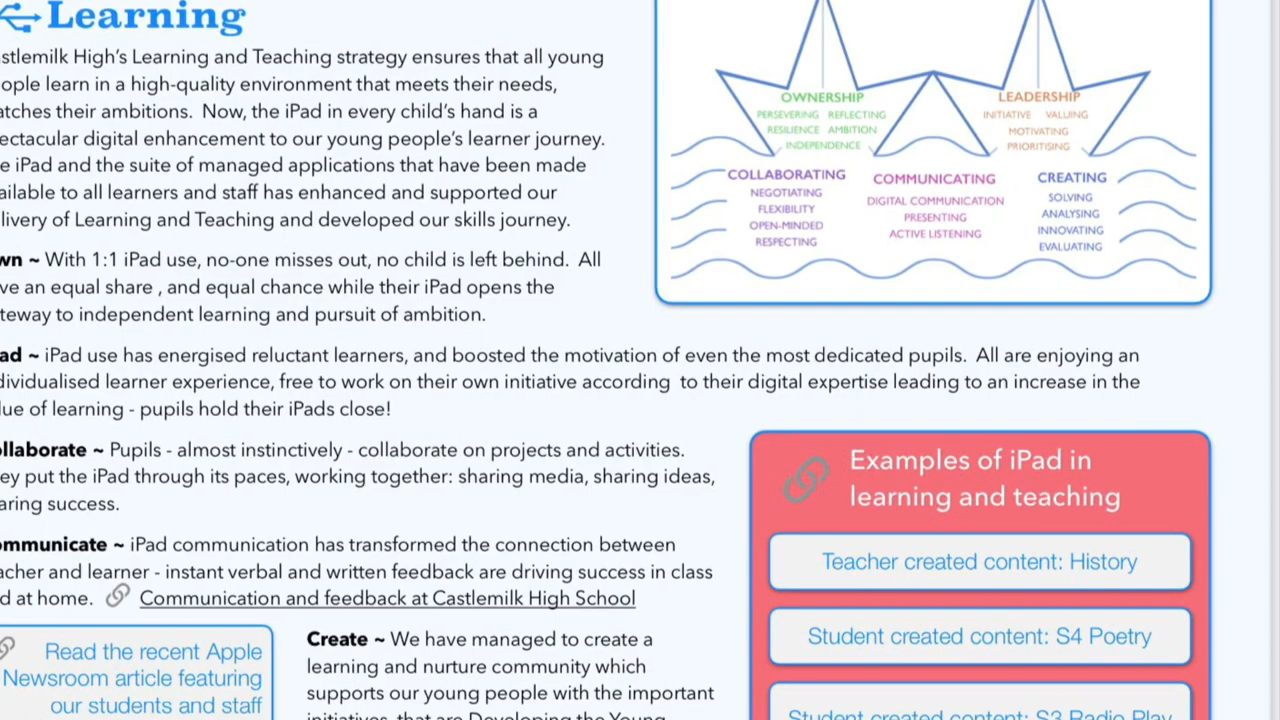 Learning
stlemilk High's Learning and Teaching strategy ensures that all young
ople learn in a high-quality environment that meets their needs,
atches their ambitions. Now, the iPad in every child's hand is a
ectacular digital enhancement to our young people's learner journey.
e iPad and the suite of managed applications that have been made
ailable to all learners and staff has enhanced and supported our
livery of Learning and Teaching and developed our skills journey.
wn ~ With 1:1 iPad use, no-one misses out, no child is left behind. All
ve an equal share , and equal chance while their iPad opens the
teway to independent learning and pursuit of ambition.
OWNERSHIP
PERSEVERING REFLECTING
RESILIENCE AMBITION
INDEPENDENCE
LEADERSHIP
INITIATIVE VALUING
MOTIVATING
PRIORITISING
COLLABORATING
NEGOTIATING
FLEXIBILITY
OPEN-MINDED
RESPECTING
COMMUNICATING
DIGITAL COMMUNICATION
PRESENTING
ACTIVE LISTENING
CREATING
SOLVING
ANALYSING
INNOVATING
EVALUATING
ad ~ iPad use has energised reluctant learners, and boosted the motivation of even the most dedicated pupils. All are enjoying an
dividualised learner experience, free to work on their own initiative according to their digital expertise leading to an increase in the
lue of learning - pupils hold their iPads close!
ollaborate ~ Pupils - almost instinctively - collaborate on projects and activities.
ey put the iPad through its paces, working together: sharing media, sharing ideas,
aring success.
ommunicate ~ iPad communication has transformed the connection between
acher and learner - instant verbal and written feedback are driving success in class
d at home. Communication and feedback at Castlemilk High School
Read the recent Apple
Newsroom article featuring
our students and staff
Create ~ We have managed to create a
learning and nurture community which
supports our young people with the important
initiatives, that are Developing the Young
Examples of iPad in
learning and teaching
Teacher created content: History
Student created content: S4 Poetry
Student created content: S3 Radio Play